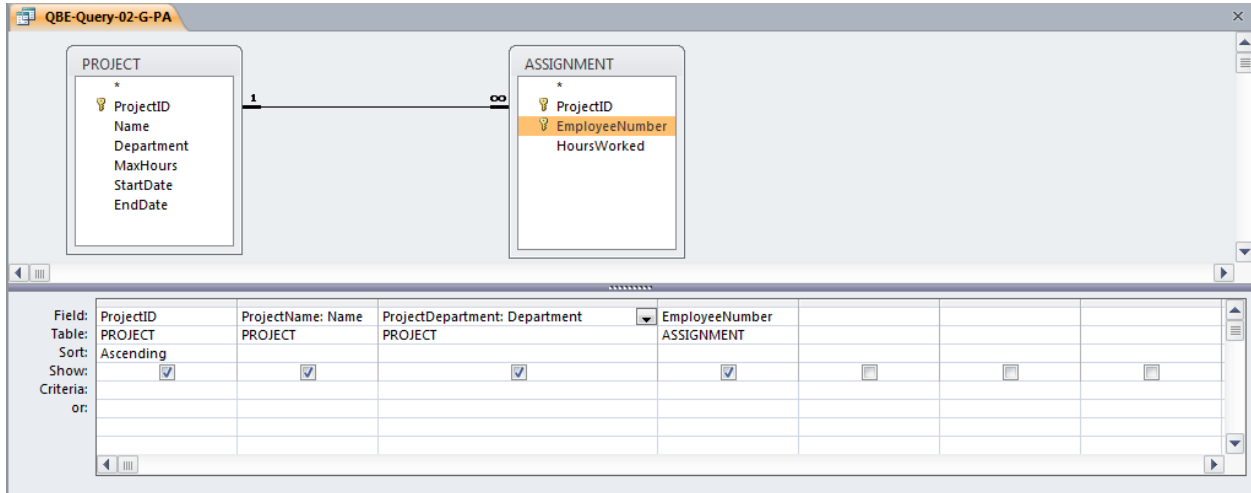 QBE-Query-02-G-PA
PROJECT
*
ProjectID
Name
Department
MaxHours
StartDate
EndDate
1
∞
ASSIGNMENT
*
ProjectID
EmployeeNumber
HoursWorked
Field: ProjectID ProjectName: Name ProjectDepartment: Department EmployeeNumber
Table: PROJECT PROJECT PROJECT ASSIGNMENT
Sort: Ascending
Show:
Criteria:
or: